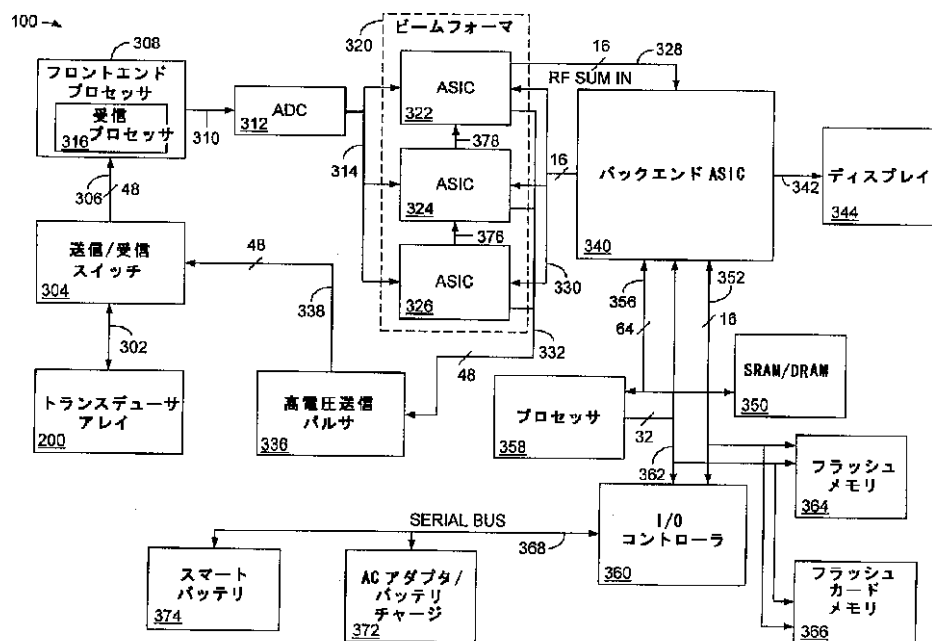 100
308
フロントエンド
プロセッサ
受信
プロセッサ
316
310
ADC
312
314
320
ビームフォーマ
ASIC
322
378
ASIC
324
376
ASIC
326
16
328
RF SUM IN
16
330
332
バックエンド ASIC
340
342
ディスプレイ
344
306
48
送信/受信
スイッチ
304
48
338
302
トランスデューサ
アレイ
200
高電圧送信
パルサ
336
48
356
64
352
16
プロセッサ
358
32
362
SRAM/DRAM
350
フラッシュ
メモリ
364
I/O
コントローラ
360
SERIAL BUS
368
スマート
バッテリ
374
ACアダプタ/
バッテリ
チャージ
372
フラッシュ
カード
メモリ
366